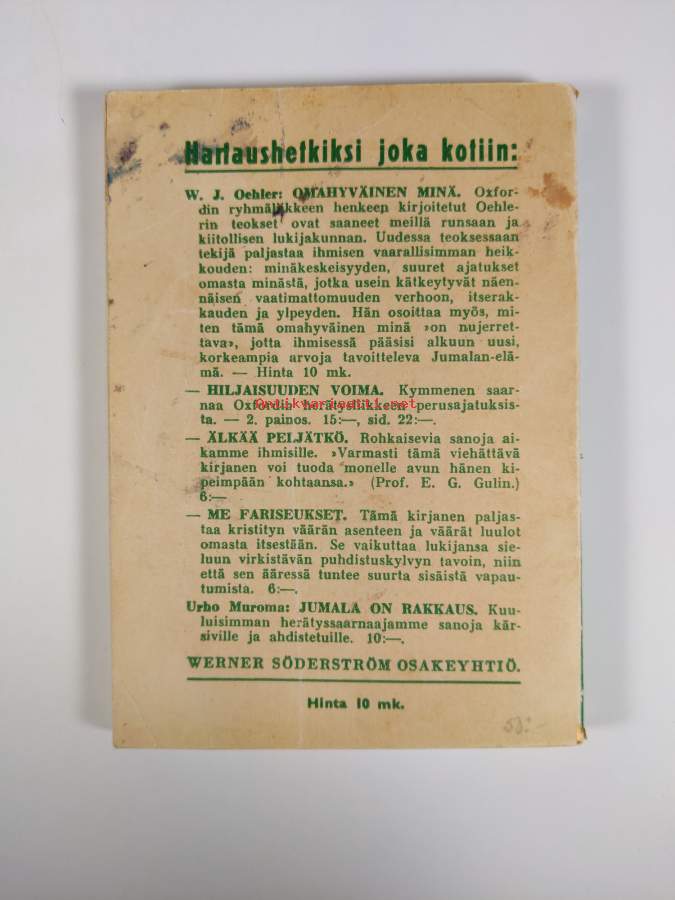 Hartaushetkiksi joka kotiin:
W. J. Oehler: OMAHYVÄINEN MINÄ. Oxfor-
din ryhmäliikkeen henkeen kirjoitetut Oehle-
rin teokset ovat saaneet meillä runsaan ja
kiitollisen lukijakunnan. Uudessa teoksessaan
tekijä paljastaa ihmisen vaarallisimman heik-
kouden: minäkeskeisyyden, suuret ajatukset
omasta minästä, jotka usein kätkeytyvät näen-
näisen vaatimattomuuden verhoon, itserak-
kauden ja ylpeyden. Hän osoittaa myös, mi-
ten tämä omahyväinen minä »on nujerret-
tava», jotta ihmisessä pääsisi alkuun uusi,
korkeampia arvoja tavoitteleva Jumalan-elä-
mä. — Hinta 10 mk.
— HILJAISUUDEN VOIMA. Kymmenen saar-
naa Oxfordin herätysliikkeen perusajatuksis-
ta. — 2. painos. 15:—, sid. 22:—.
Antikvariaatti.net
— ÄLKÄÄ PELJÄTKÖ. Rohkaisevia sanoja ai-
kamme ihmisille. »Varmasti tämä viehättävä
kirjanen voi tuoda monelle avun hänen ki-
peimpään kohtaansa.» (Prof. E. G. Gulin.)
6:—
— ME FARISEUKSET. Tämä kirjanen paljas-
taa kristityn väärän asenteen ja väärät luulot
omasta itsestään. Se vaikuttaa lukijansa sie-
luun virkistävän puhdistuskylvyn tavoin, niin
että sen ääressä tuntee suurta sisäistä vapau-
tumista. 6:—.
Urho Muroma: JUMALA ON RAKKAUS. Kuu-
luisimman herätyssaarnaajamme sanoja kär-
siville ja ahdistetuille. 10:—.
WERNER SÖDERSTRÖM OSAKEYHTIÖ.
Hinta 10 mk.